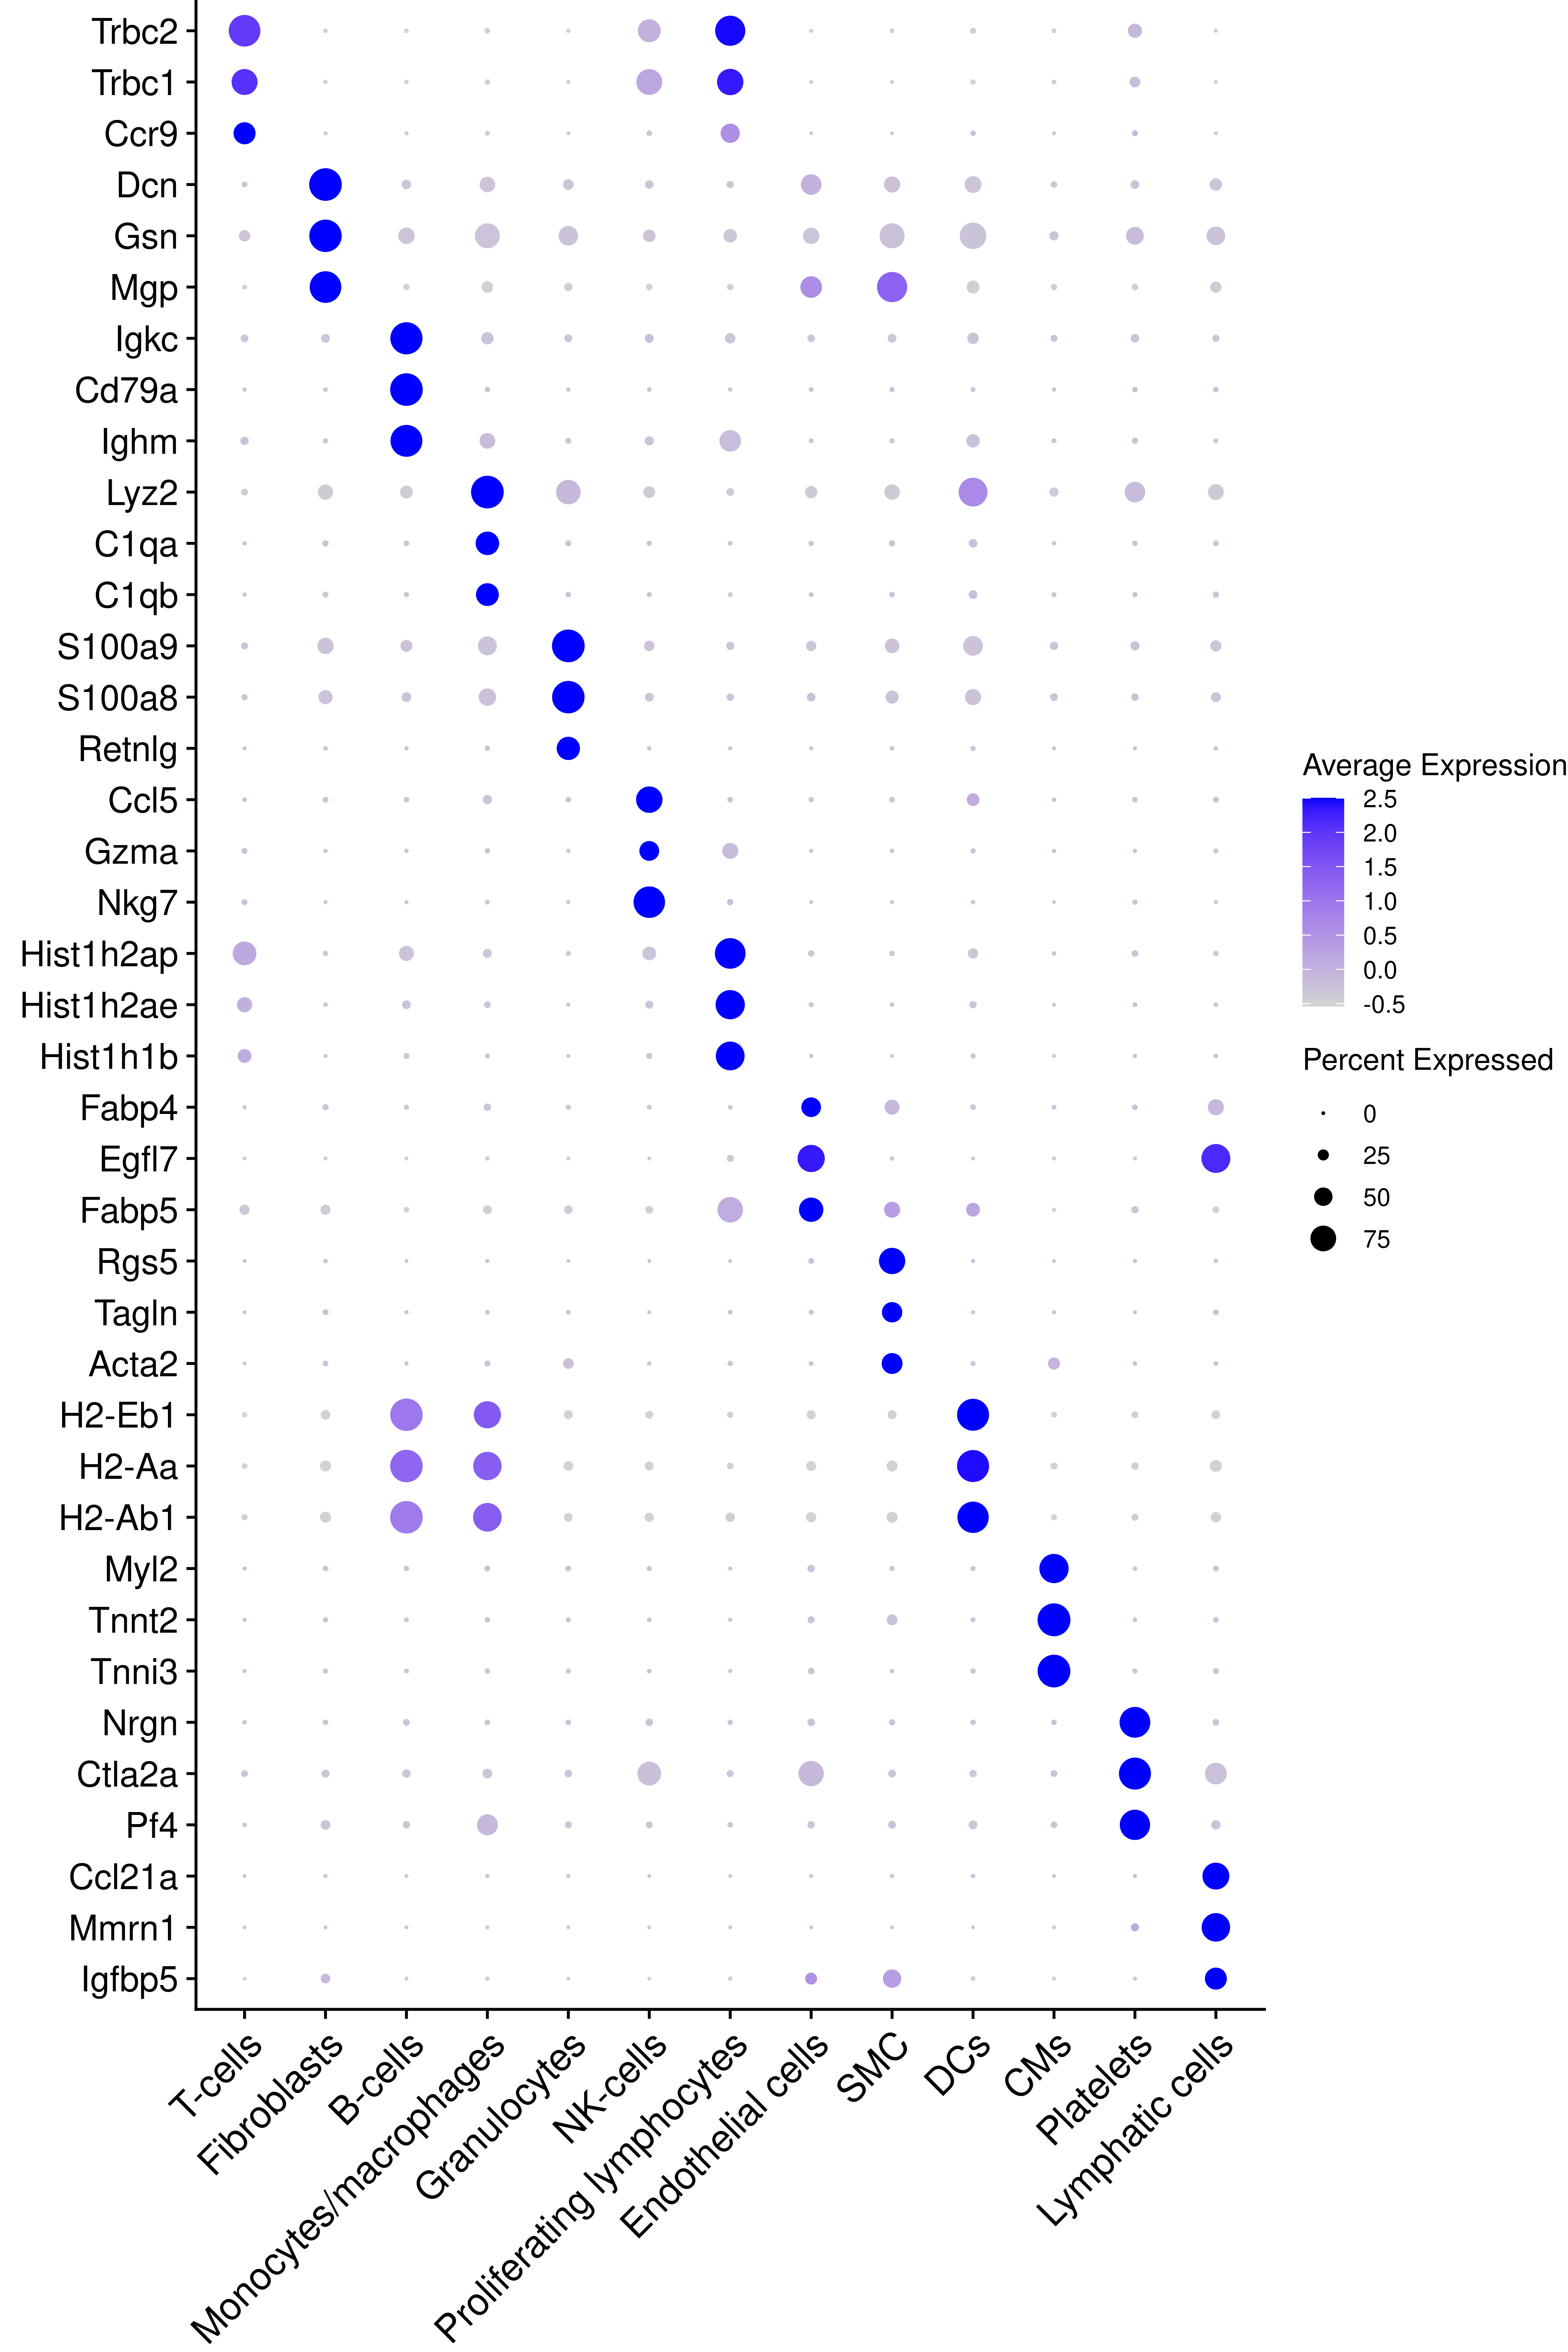 Trbc2
Trbc1
Ccr9
Dcn
Gsn
Mgp
Igkc
Cd79a
Ighm
Lyz2
C1qa
C1qb
S100a9
S100a8
Retnlg
Ccl5
Gzma
Nkg7
Hist1h2ap
Hist1h2ae
Hist1h1b
Fabp4
Egfl7
Fabp5
Rgs5
Tagln
Acta2
H2-Eb1
H2-Aa
H2-Ab1
Myl2
Tnnt2
Tnni3
Nrgn
Ctla2a
Pf4
Ccl21a
Mmrn1
Igfbp5
T-cells
Fibroblasts
B-cells
Monocytes/macrophages
Granulocytes
NK-cells
Proliferating lymphocytes
Endothelial cells
SMC
DCs
CMs
Platelets
Lymphatic cells
Average Expression
2.5
2.0
1.5
1.0
0.5
0.0
-0.5
Percent Expressed
0
25
50
75